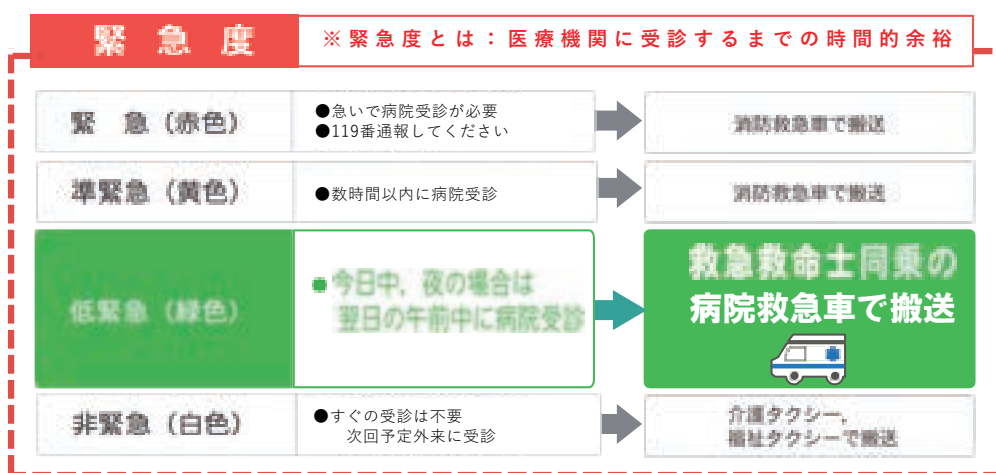 緊急度
※緊急度とは：医療機関に受診するまでの時間的余裕
緊　急（赤色）
●急いで病院受診が必要
●119番通報してください
消防救急車で搬送
準緊急（黄色）
●数時間以内に病院受診
消防救急車で搬送
低緊急（緑色）
●今日中，夜の場合は
翌日の午前中に病院受診
救急救命士同乗の
病院救急車で搬送
非緊急（白色）
●すぐの受診は不要
次回予定外来に受診
介護タクシー，
福祉タクシーで搬送